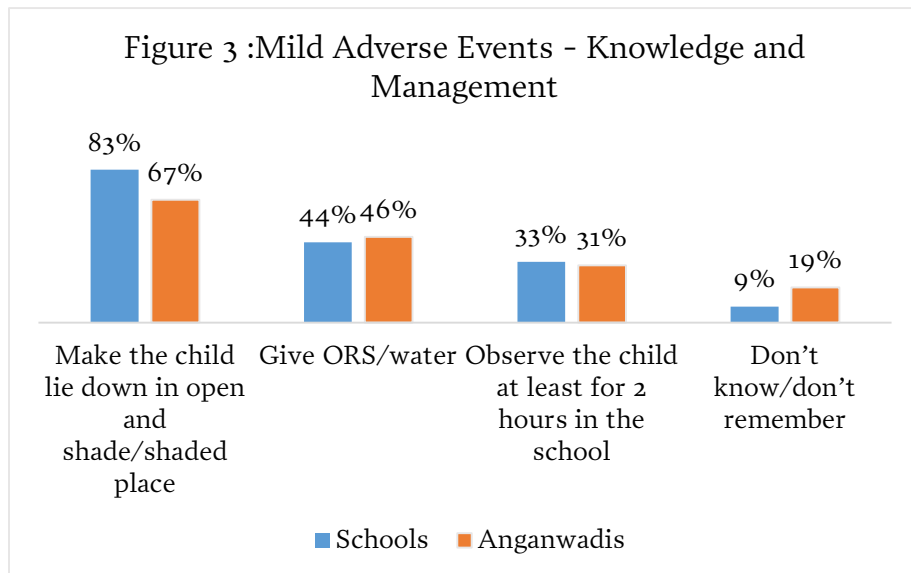 Figure 3 :Mild Adverse Events - Knowledge and
Management
83%
67%
44%
46%
33%
31%
9%
19%
Make the child
lie down in open
and
shade/shaded
place
Give ORS/water
Observe the child
at least for 2
hours in the
school
Don't
know/don't
remember
Schools
Anganwadis